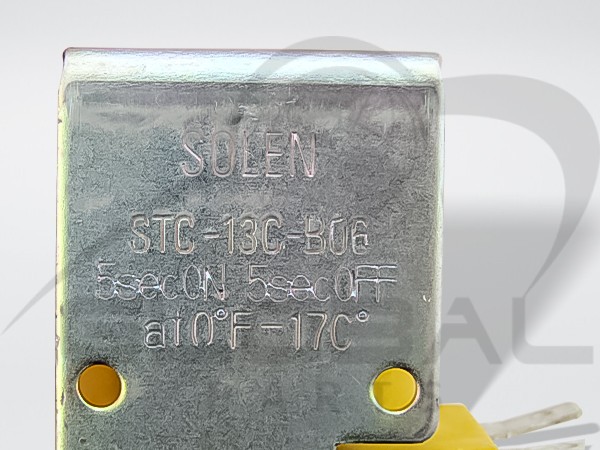 SOLEN
STC-13C-B06
5secON 5secOFF
at0°F-17C°